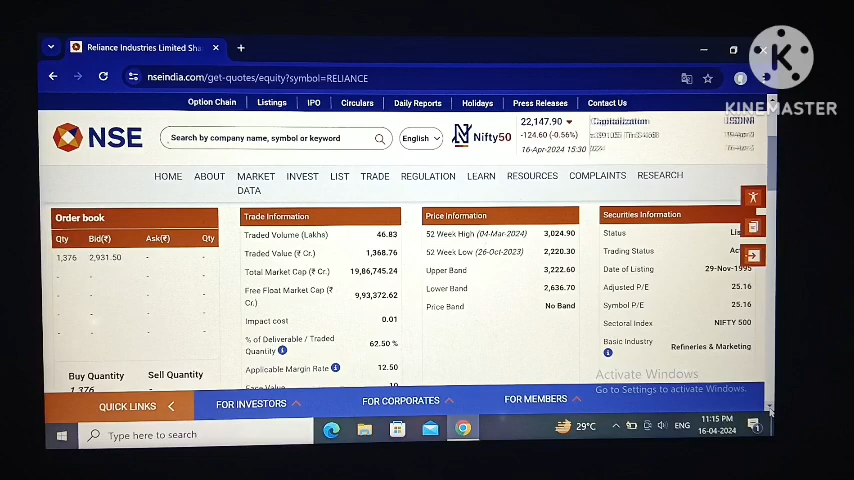 K
KINEMASTER
Reliance Industries Limited Sha
nseindia.com/get-quotes/equity?symbol=RELIANCE
Option Chain Listings IPO Circulars Daily Reports Holidays Press Releases Contact Us
NSE
Search by company name, symbol or keyword
English
Nifty50
22,147.90
-124.60 (-0.56%)
16-Apr-2024 15:30
HOME ABOUT MARKET INVEST LIST TRADE REGULATION LEARN RESOURCES COMPLAINTS RESEARCH
DATA
Order book
Qty Bid(₹) Ask(₹) Qty
1,376 2,931.50 - -
- - - -
- - - -
- - - -
- - - -
Buy Quantity Sell Quantity
1,376 -
Trade Information
Traded Volume (Lakhs) 46.83
Traded Value (₹ Cr.) 1,368.76
Total Market Cap (₹ Cr.) 19,86,745.24
Free Float Market Cap (₹ 9,93,372.62
Cr.)
Impact cost 0.01
% of Deliverable / Traded 62.50 %
Quantity
Applicable Margin Rate 12.50
Face Value 10
Price Information
52 Week High (04-Mar-2024) 3,024.90
52 Week Low (26-Oct-2023) 2,220.30
Upper Band 3,222.60
Lower Band 2,636.70
Price Band No Band
Securities Information
Status Lis
Trading Status Ac
Date of Listing 29-Nov-1995
Adjusted P/E 25.16
Symbol P/E 25.16
Sectoral Index NIFTY 500
Basic Industry Refineries & Marketing
Activate Windows
Go to Settings to activate Windows.
QUICK LINKS FOR INVESTORS FOR CORPORATES FOR MEMBERS
Type here to search
29°C
ENG
11:15 PM
16-04-2024